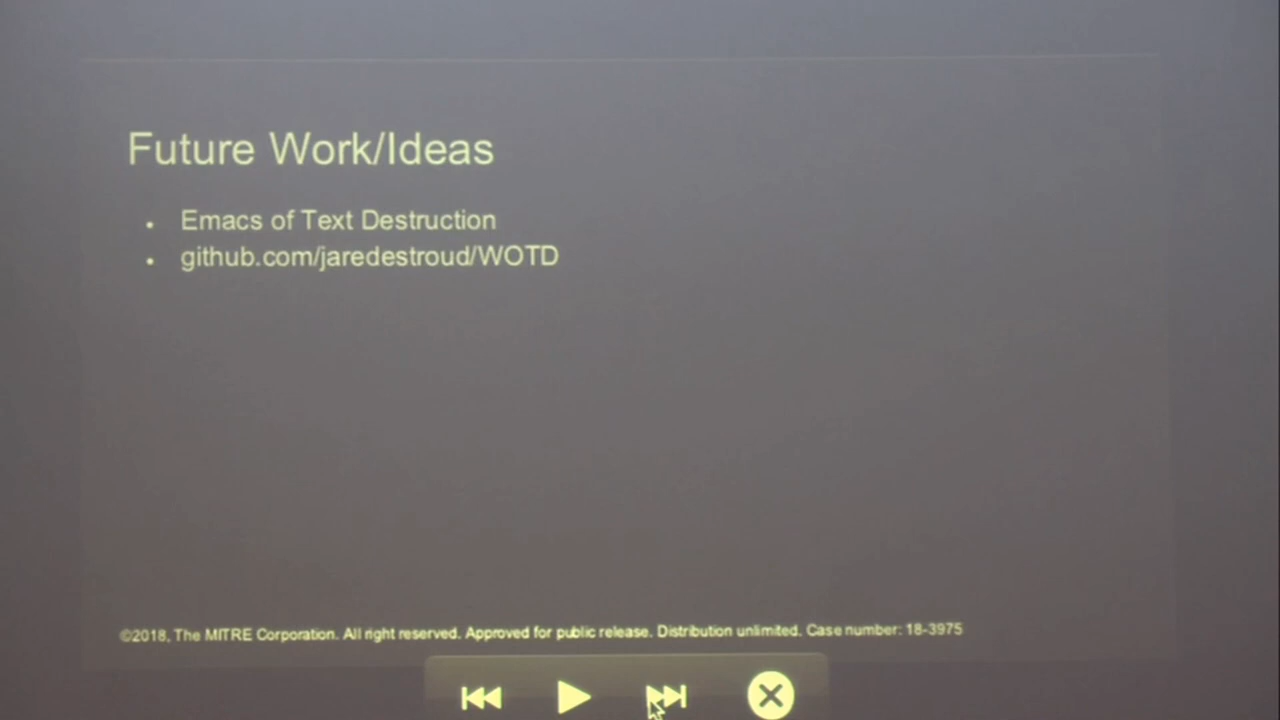 Future Work/Ideas
• Emacs of Text Destruction
• github.com/jaredestroud/WOTD
©2018, The MITRE Corporation. All right reserved. Approved for public release. Distribution unlimited. Case number: 18-3975